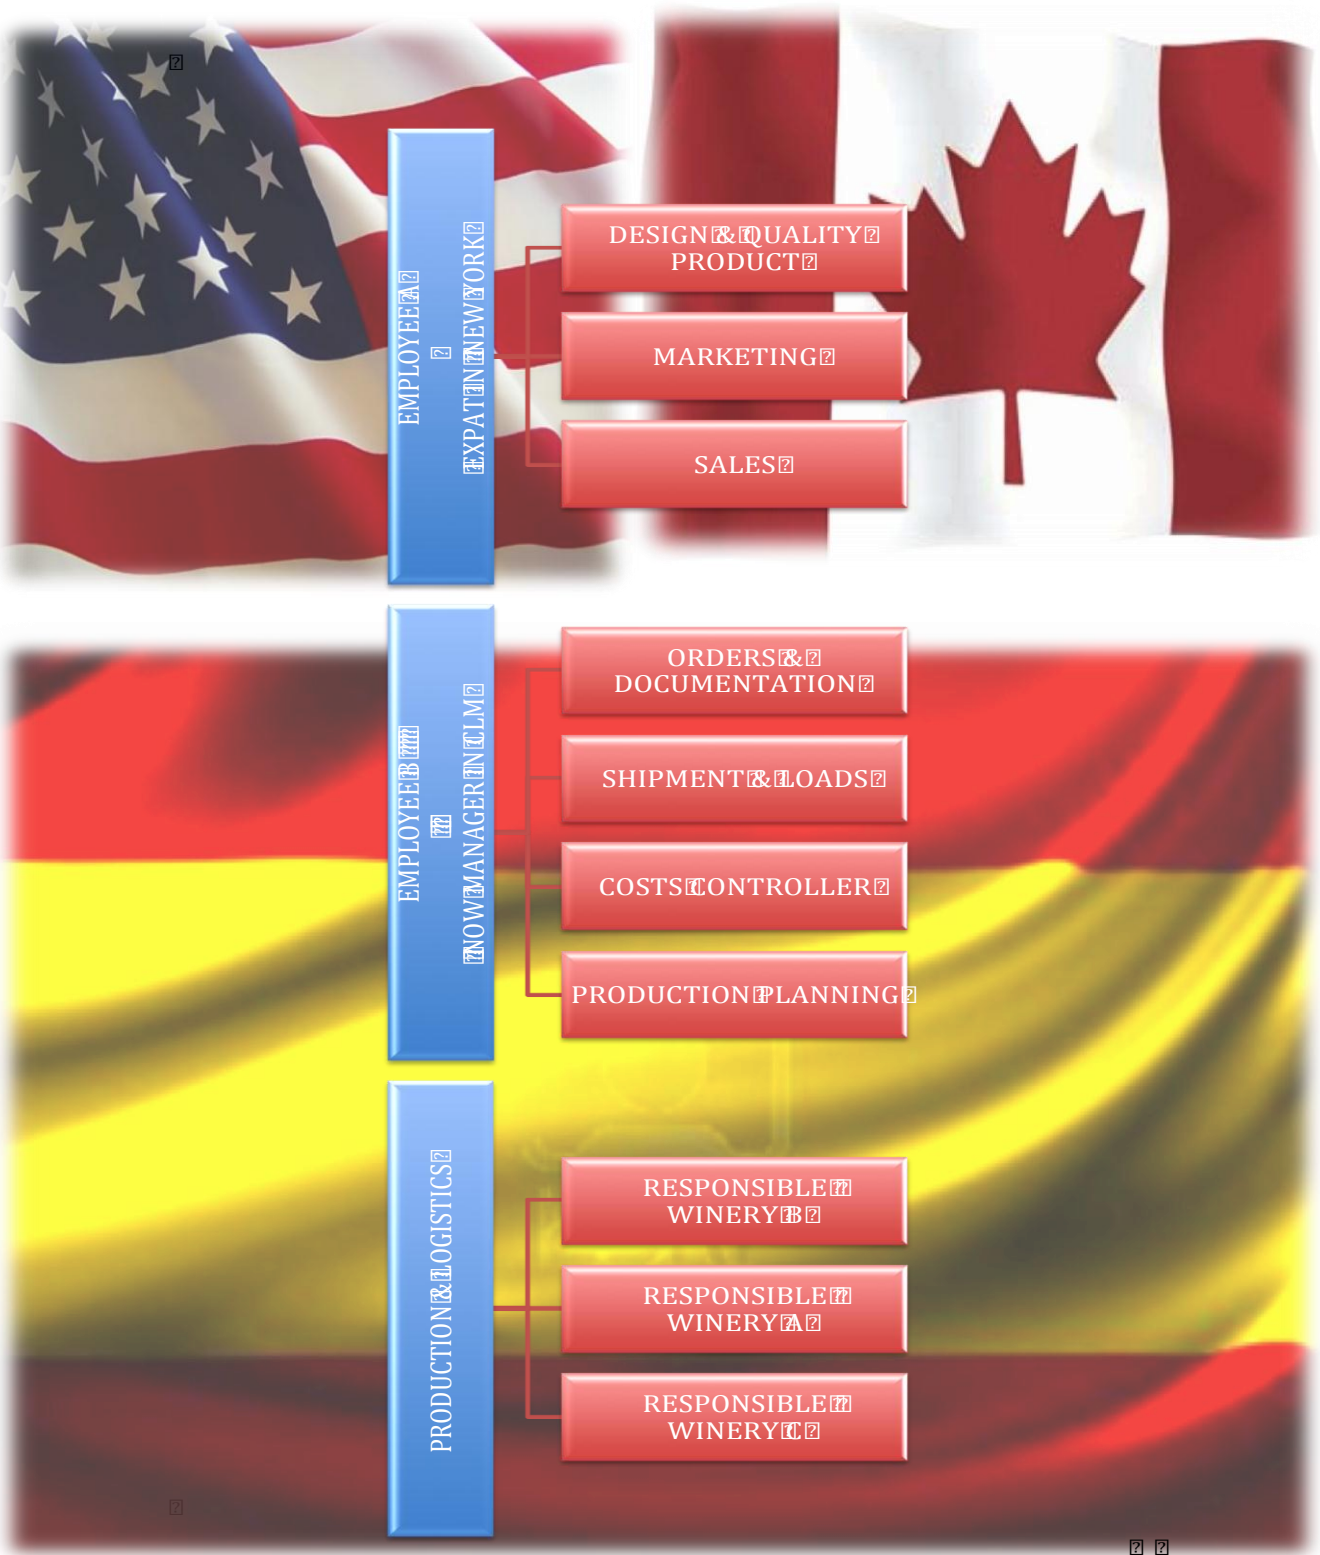 EMPLOYEE A
EXPAT IN NEW YORK
DESIGN & QUALITY
PRODUCT
MARKETING
SALES
EMPLOYEE B
NOW MANAGER IN CLM
ORDERS &
DOCUMENTATION
SHIPMENT & LOADS
COSTS CONTROLLER
PRODUCTION PLANNING
PRODUCTION & LOGISTICS
RESPONSIBLE
WINERY B
RESPONSIBLE
WINERY A
RESPONSIBLE
WINERY C